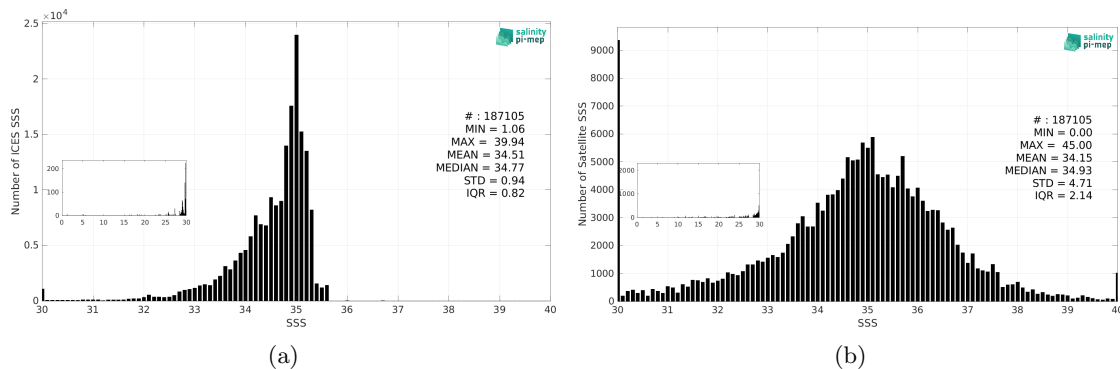 ×10⁴
2.5
2
1.5
1
0.5
0
Number of ICES SSS
salinity
pi-mep
# : 187105
MIN = 1.06
MAX = 39.94
MEAN = 34.51
MEDIAN = 34.77
STD = 0.94
IQR = 0.82
200
100
0
0 5 10 15 20 25 30
30 31 32 33 34 35 36 37 38 39 40
SSS
(a)
9000
8000
7000
6000
5000
4000
3000
2000
1000
0
Number of Satellite SSS
salinity
pi-mep
# : 187105
MIN = 0.00
MAX = 45.00
MEAN = 34.15
MEDIAN = 34.93
STD = 4.71
IQR = 2.14
2000
1000
0
0 5 10 15 20 25 30
30 31 32 33 34 35 36 37 38 39 40
SSS
(b)